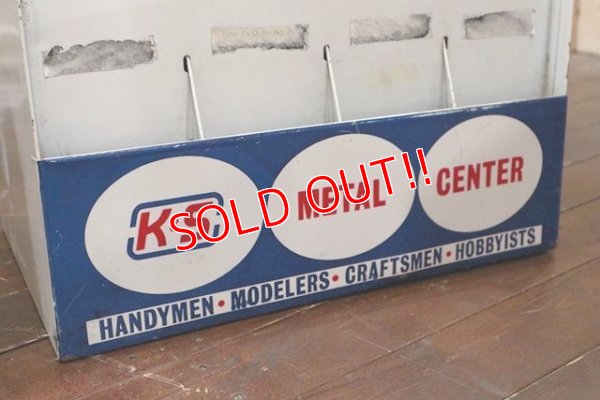 K·S METAL CENTER
SOLD OUT!!
HANDYMEN • MODELERS • CRAFTSMEN • HOBBYISTS